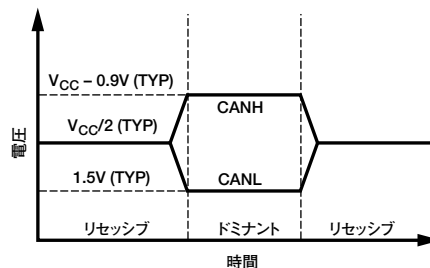 V_CC – 0.9V (TYP)
CANH
V_CC/2 (TYP)
電圧
1.5V (TYP)
CANL
リセッシブ
ドミナント
リセッシブ
時間